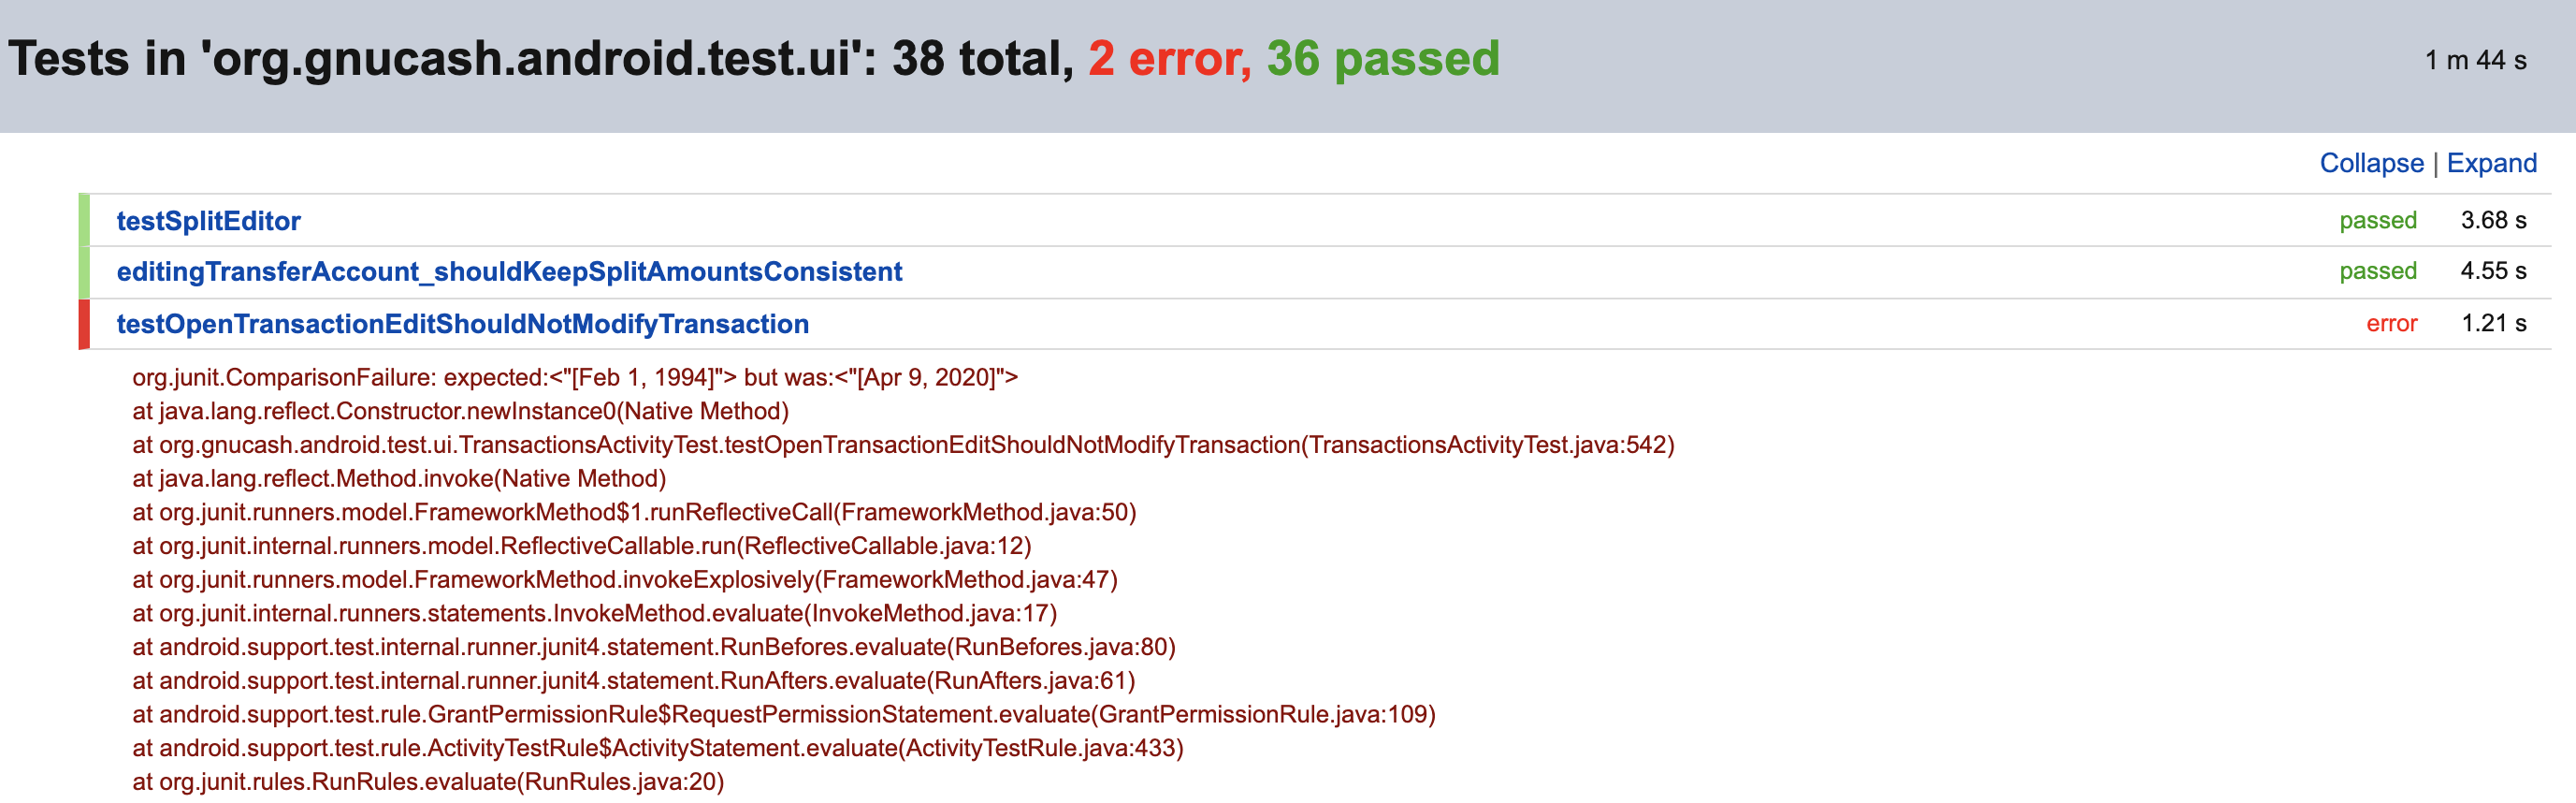 Tests in 'org.gnucash.android.test.ui': 38 total, 2 error, 36 passed 1 m 44 s
Collapse | Expand
testSplitEditor passed 3.68 s
editingTransferAccount_shouldKeepSplitAmountsConsistent passed 4.55 s
testOpenTransactionEditShouldNotModifyTransaction error 1.21 s
org.junit.ComparisonFailure: expected:<"[Feb 1, 1994]"> but was:<"[Apr 9, 2020]">
at java.lang.reflect.Constructor.newInstance0(Native Method)
at org.gnucash.android.test.ui.TransactionsActivityTest.testOpenTransactionEditShouldNotModifyTransaction(TransactionsActivityTest.java:542)
at java.lang.reflect.Method.invoke(Native Method)
at org.junit.runners.model.FrameworkMethod$1.runReflectiveCall(FrameworkMethod.java:50)
at org.junit.internal.runners.model.ReflectiveCallable.run(ReflectiveCallable.java:12)
at org.junit.runners.model.FrameworkMethod.invokeExplosively(FrameworkMethod.java:47)
at org.junit.internal.runners.statements.InvokeMethod.evaluate(InvokeMethod.java:17)
at android.support.test.internal.runner.junit4.statement.RunBefores.evaluate(RunBefores.java:80)
at android.support.test.internal.runner.junit4.statement.RunAfters.evaluate(RunAfters.java:61)
at android.support.test.rule.GrantPermissionRule$RequestPermissionStatement.evaluate(GrantPermissionRule.java:109)
at android.support.test.rule.ActivityTestRule$ActivityStatement.evaluate(ActivityTestRule.java:433)
at org.junit.rules.RunRules.evaluate(RunRules.java:20)